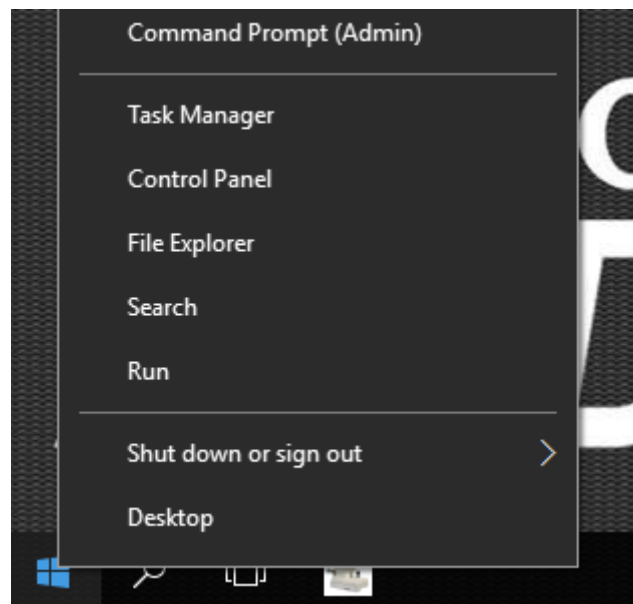 Command Prompt (Admin)
Task Manager
Control Panel
File Explorer
Search
Run
Shut down or sign out
Desktop